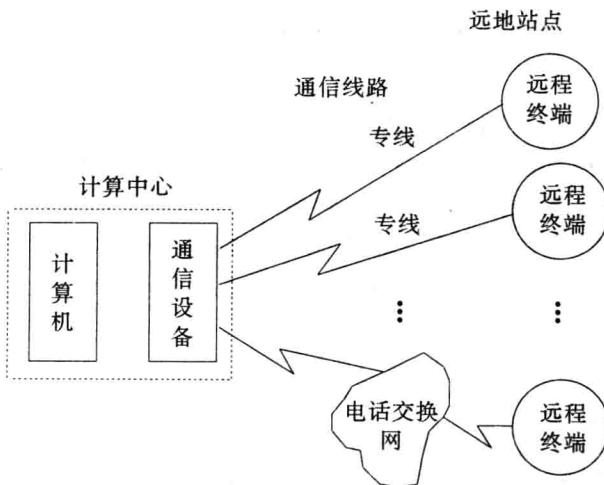 远地站点
通信线路
远程
终端
专线
计算中心
远程
终端
专线
计
算
机
通
信
设
备
电话交换
网
远程
终端